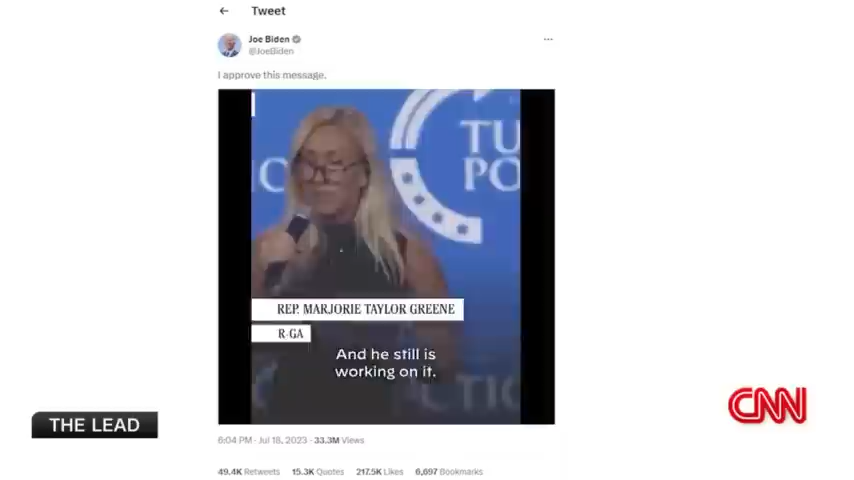 Tweet
Joe Biden
@JoeBiden
I approve this message.
TU
PO
REP. MARJORIE TAYLOR GREENE
R-GA
And he still is
working on it.
CTIO
THE LEAD
CNN
6:04 PM · Jul 18, 2023 · 33.3M Views
49.4K Retweets 15.3K Quotes 217.5K Likes 6,697 Bookmarks